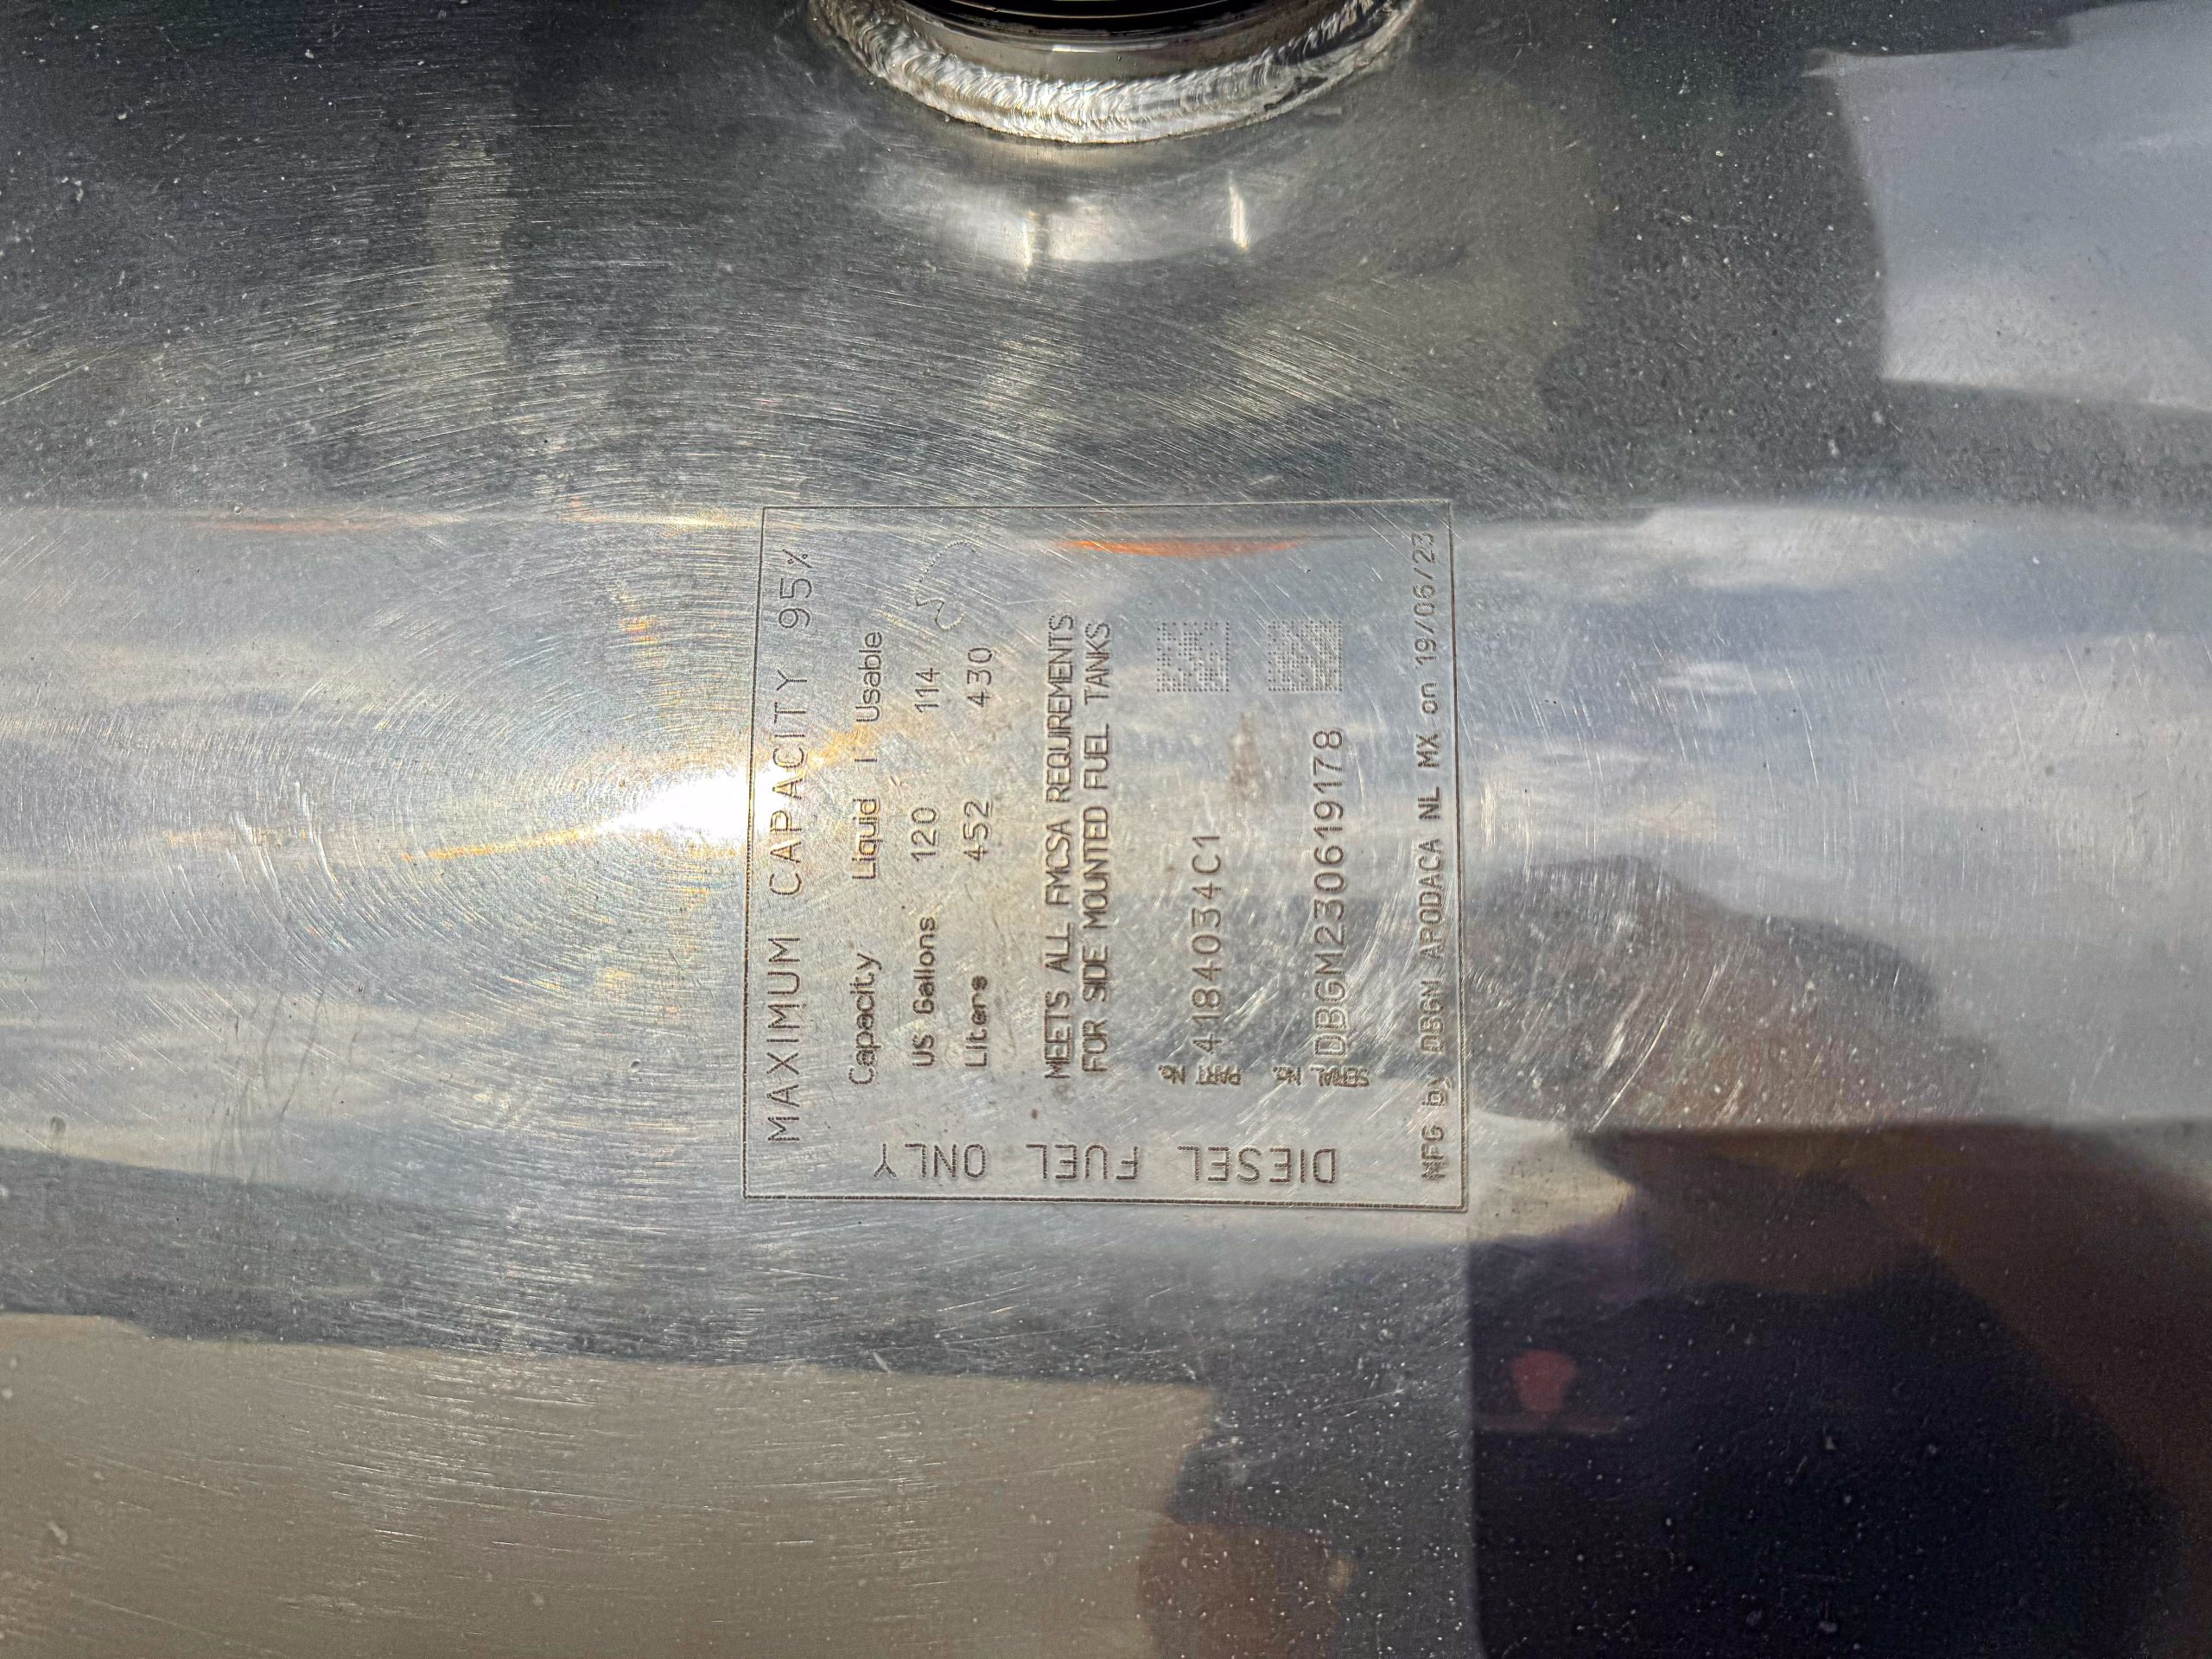 MAXIMUM CAPACITY 95%
Capacity Liquid | Usable
US Gallons 120 114
Liters 452 430
MEETS ALL FMCSA REQUIREMENTS
FOR SIDE MOUNTED FUEL TANKS
PART No. 4184034C1
SERIAL No. DBGM230619178
MFG by DBGM APODACA NL MX on 19/06/23
DIESEL FUEL ONLY